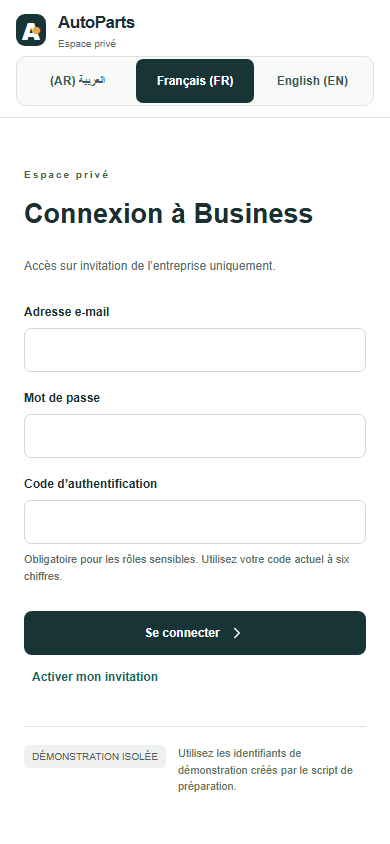 AutoParts
Espace privé
العربية (AR)
Français (FR)
English (EN)
Espace privé
Connexion à Business
Accès sur invitation de l’entreprise uniquement.
Adresse e-mail
Mot de passe
Code d’authentification
Obligatoire pour les rôles sensibles. Utilisez votre code actuel à six
chiffres.
Se connecter
Activer mon invitation
DÉMONSTRATION ISOLÉE
Utilisez les identifiants de
démonstration créés par le script de
préparation.